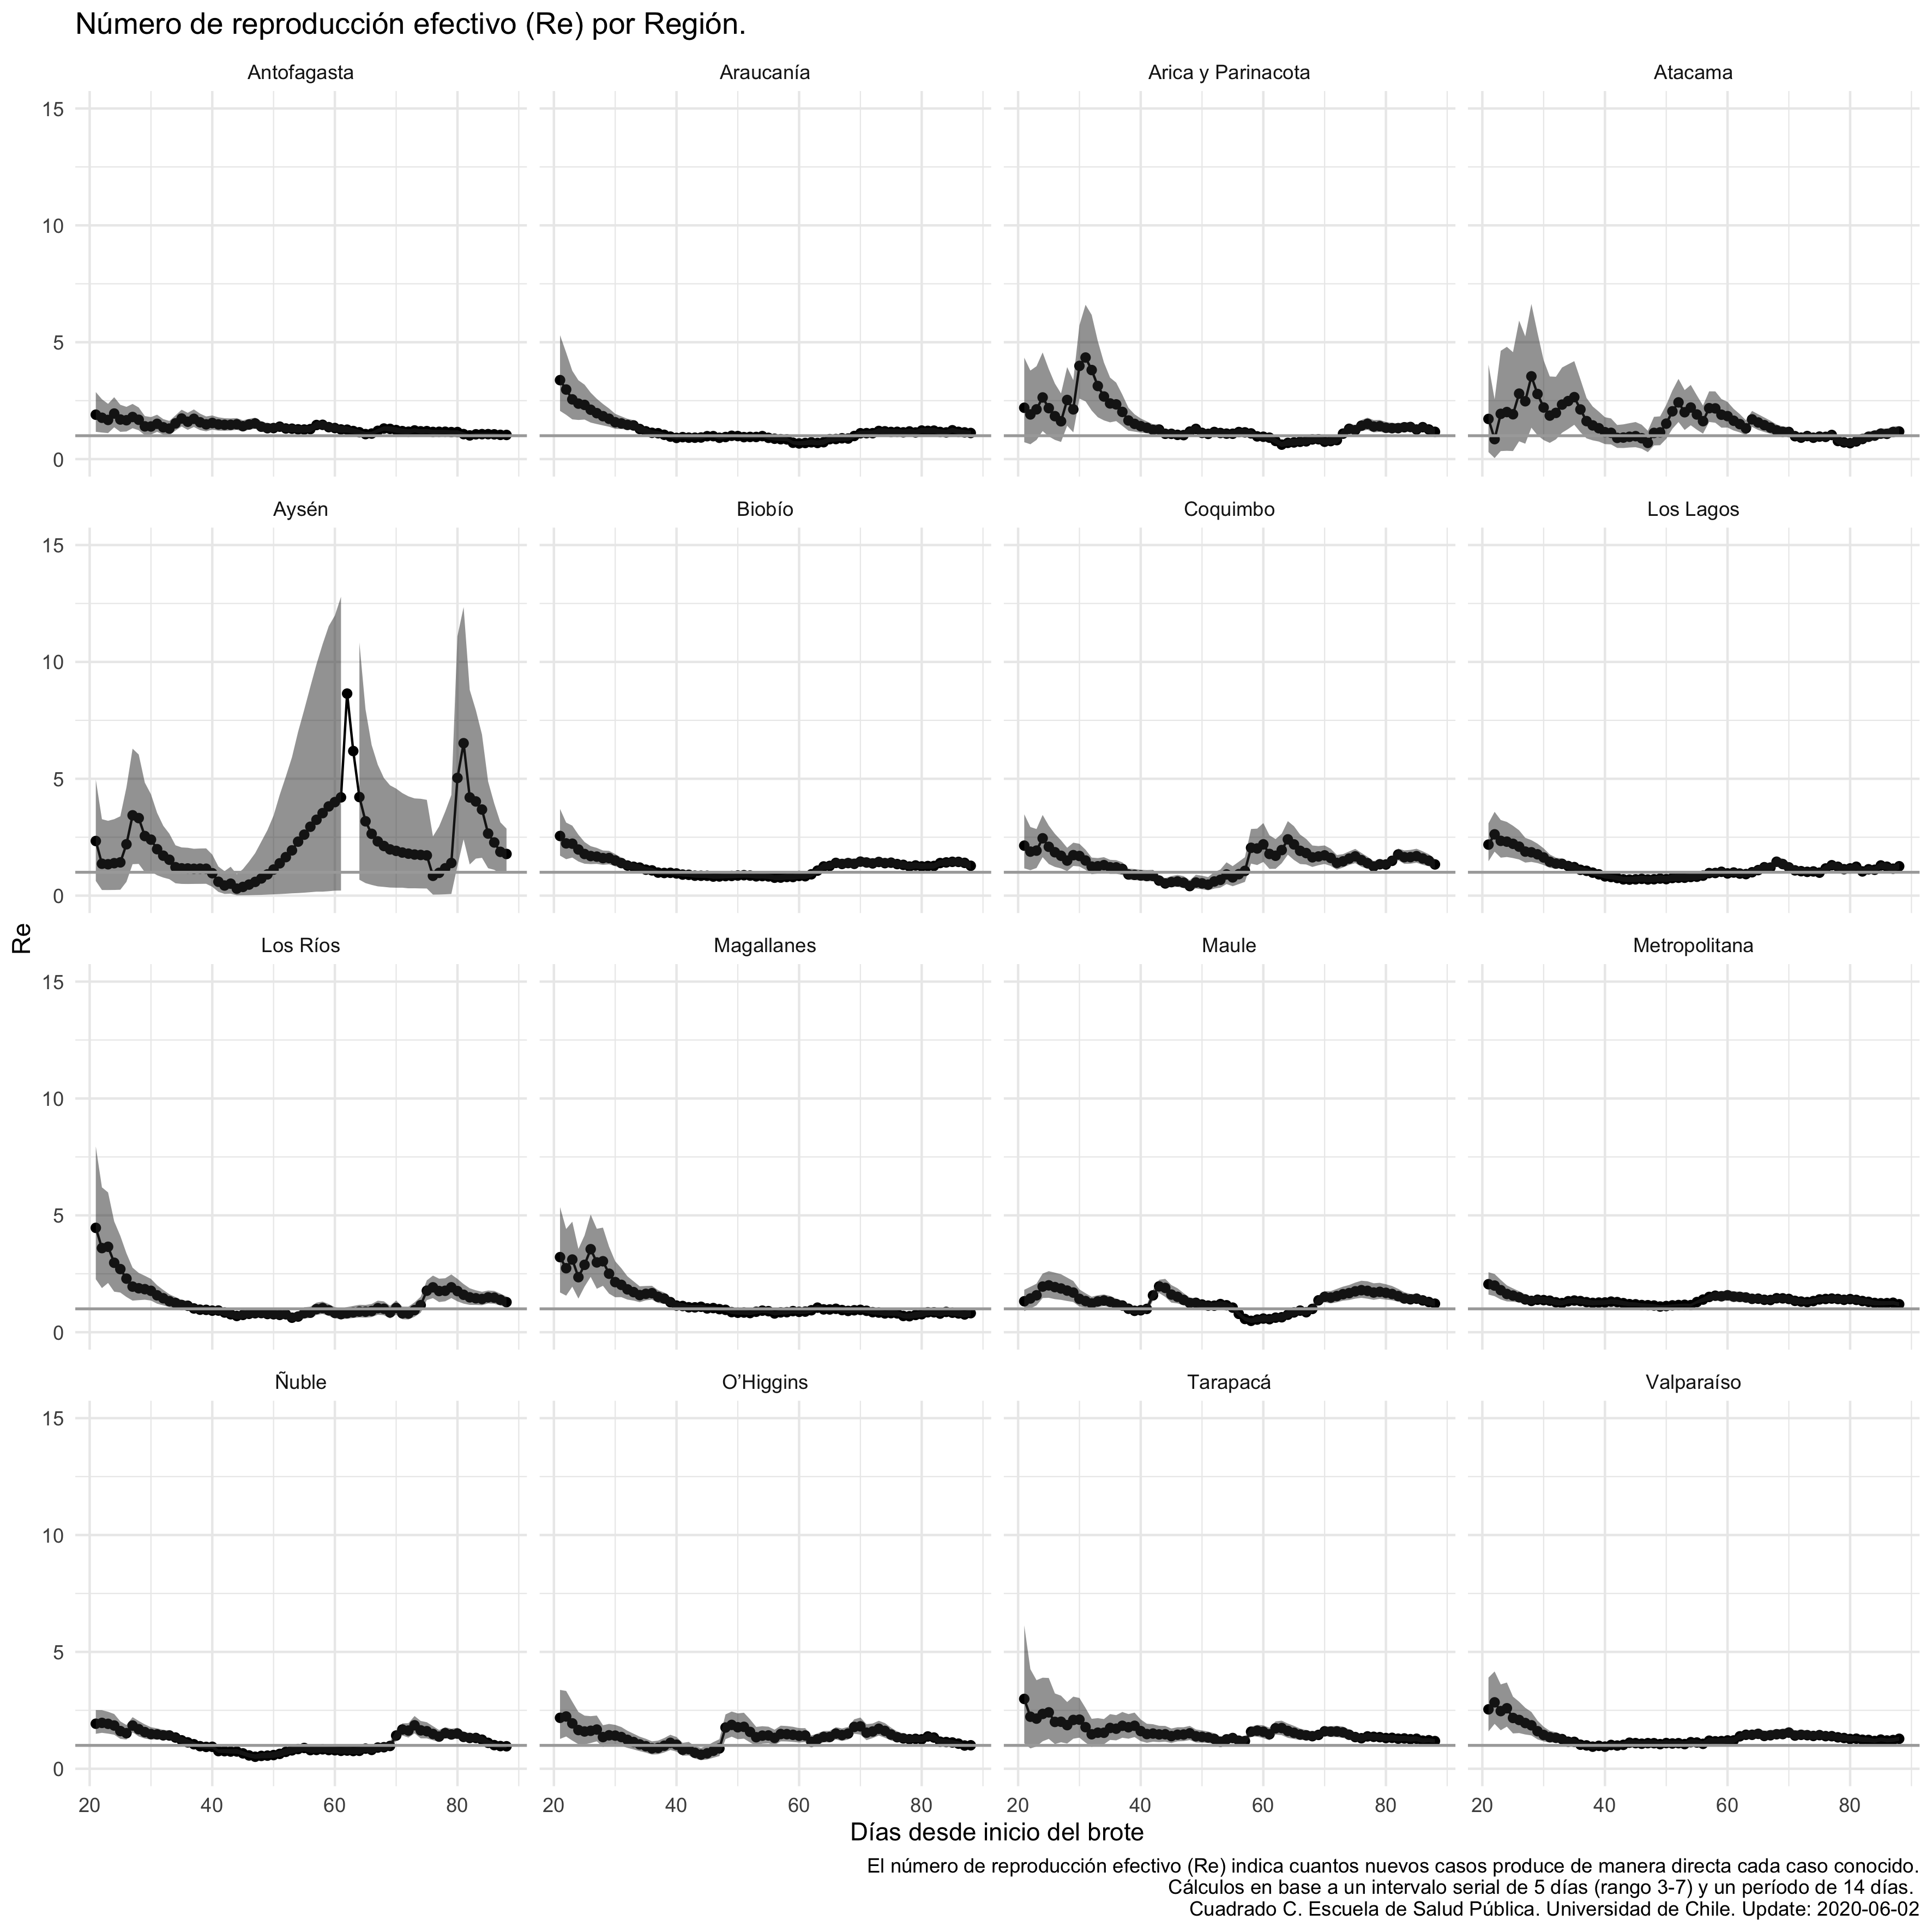 Número de reproducción efectivo (Re) por Región.
Antofagasta Araucanía Arica y Parinacota Atacama
15
10
5
0
Aysén Biobío Coquimbo Los Lagos
15
10
5
0
Re
Los Ríos Magallanes Maule Metropolitana
15
10
5
0
Ñuble O’Higgins Tarapacá Valparaíso
15
10
5
0
20 40 60 80 20 40 60 80 20 40 60 80 20 40 60 80
Días desde inicio del brote
El número de reproducción efectivo (Re) indica cuantos nuevos casos produce de manera directa cada caso conocido.
Cálculos en base a un intervalo serial de 5 días (rango 3-7) y un período de 14 días.
Cuadrado C. Escuela de Salud Pública. Universidad de Chile. Update: 2020-06-02